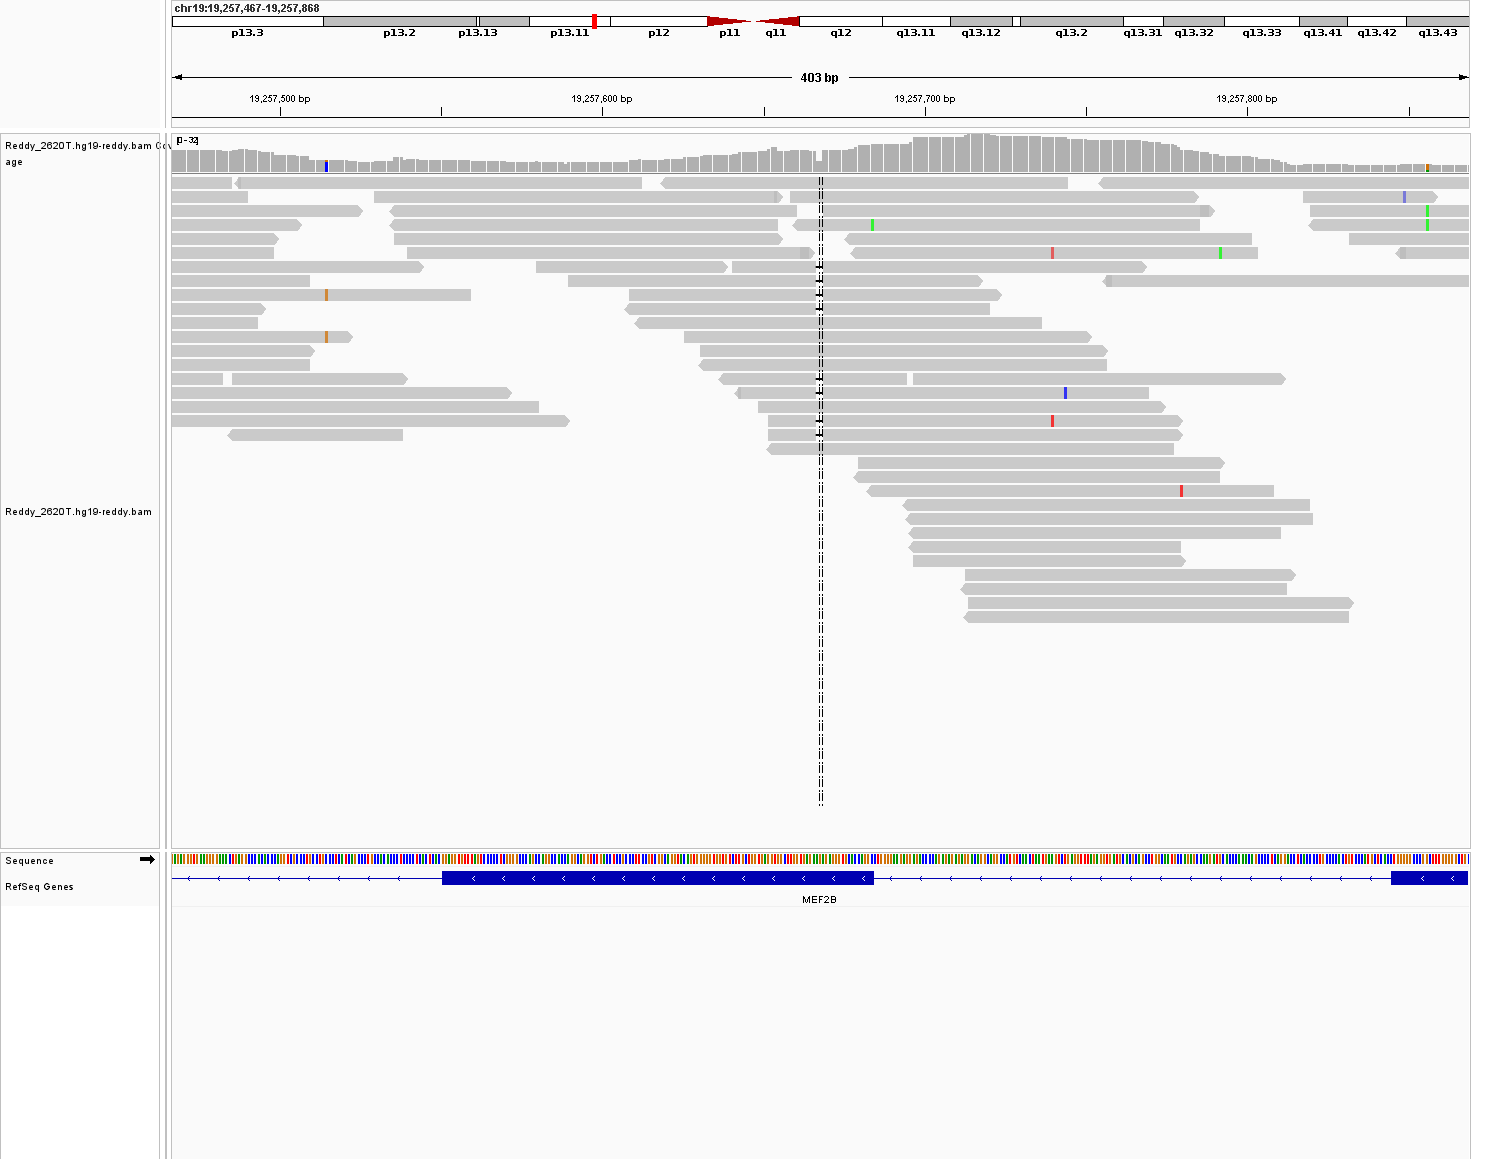 chr19:19,257,467-19,257,868
p13.3 p13.2 p13.13 p13.11 p12 p11 q11 q12 q13.11 q13.12 q13.2 q13.31 q13.32 q13.33 q13.41 q13.42 q13.43
403 bp
19,257,500 bp 19,257,600 bp 19,257,700 bp 19,257,800 bp
Reddy_2620T.hg19-reddy.bam Cov
age
[0 - 32]
Reddy_2620T.hg19-reddy.bam
Sequence
RefSeq Genes
MEF2B